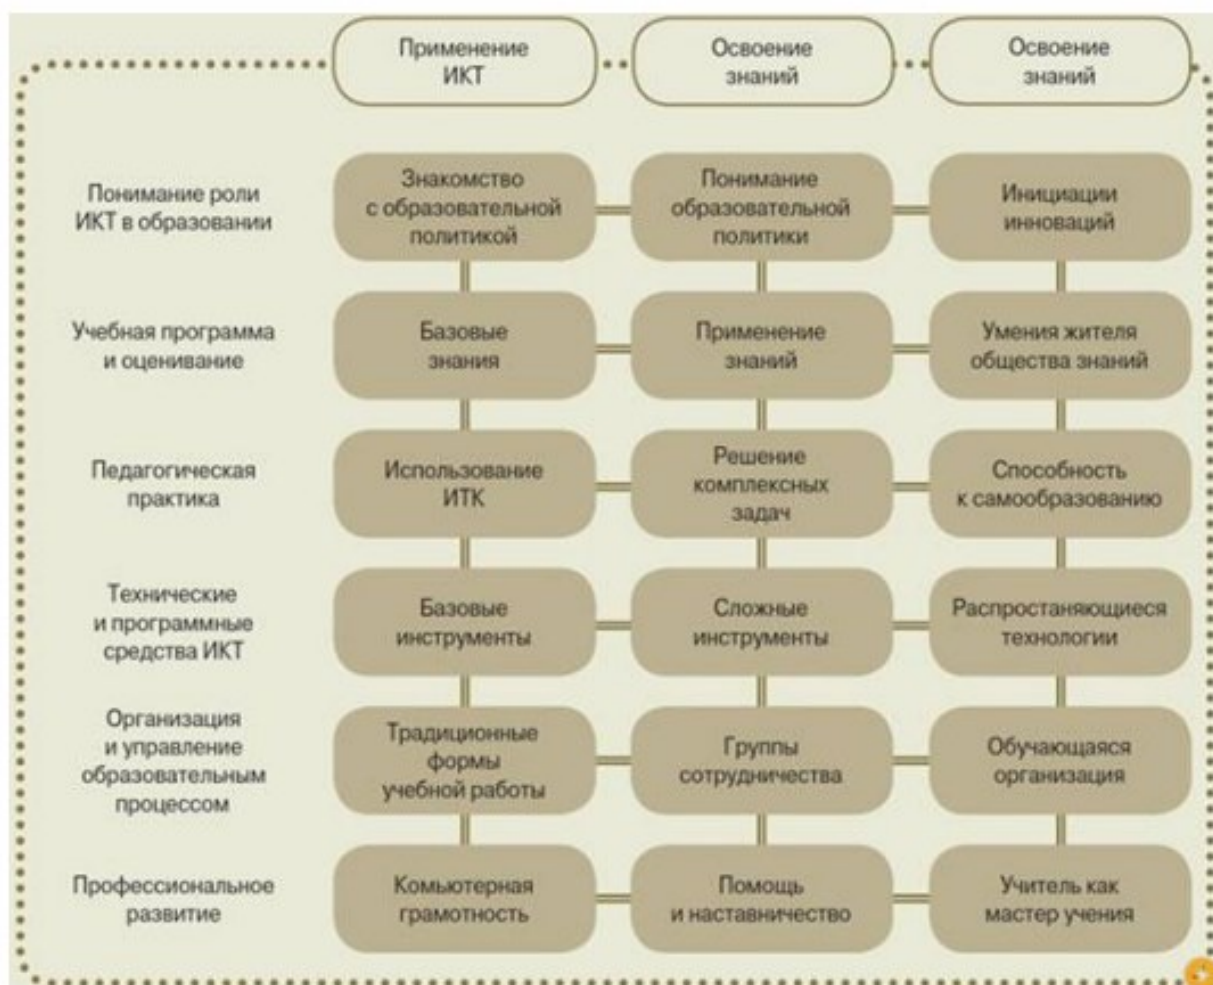 Применение
ИКТ
Освоение
знаний
Освоение
знаний
Понимание роли
ИКТ в образовании
Знакомство
с образовательной
политикой
Понимание
образовательной
политики
Инициации
инноваций
Учебная программа
и оценивание
Базовые
знания
Применение
знаний
Умения жителя
общества знаний
Педагогическая
практика
Использование
ИТК
Решение
комплексных
задач
Способность
к самообразованию
Технические
и программные
средства ИКТ
Базовые
инструменты
Сложные
инструменты
Распростаняющиеся
технологии
Организация
и управление
образовательным
процессом
Традиционные
формы
учебной работы
Группы
сотрудничества
Обучающаяся
организация
Профессиональное
развитие
Комьютерная
грамотность
Помощь
и наставничество
Учитель как
мастер учения